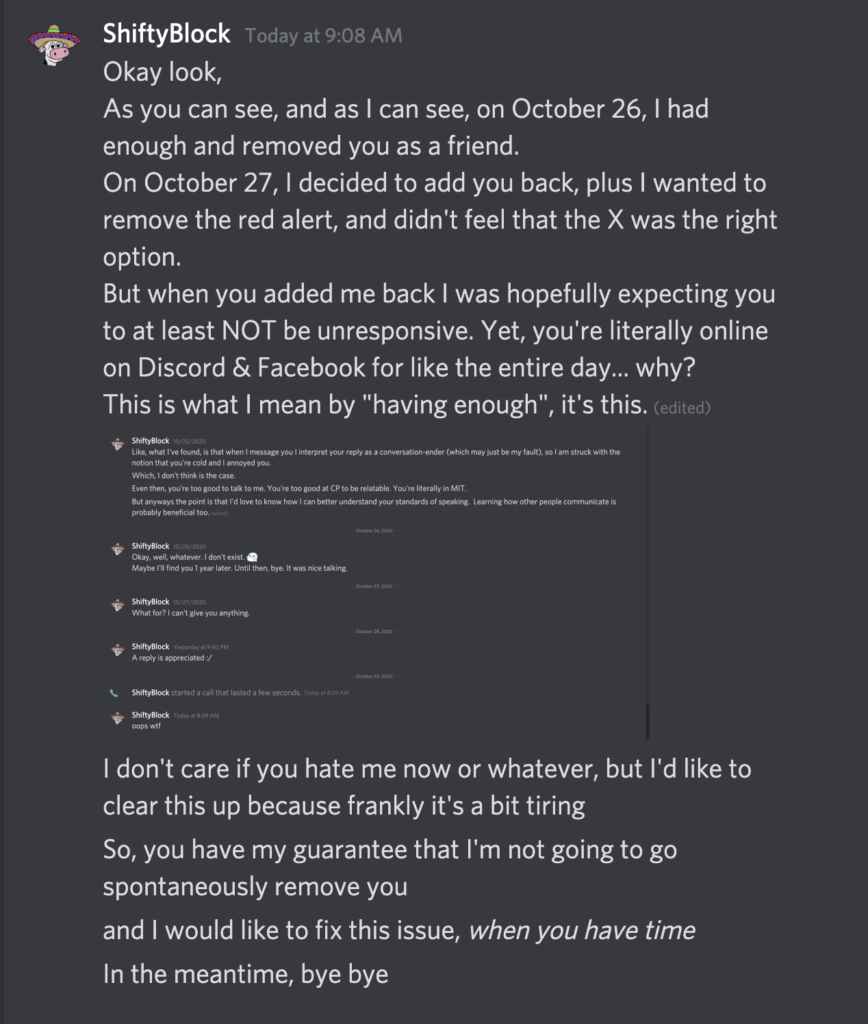 ShiftyBlock Today at 9:08 AM
Okay look,
As you can see, and as I can see, on October 26, I had
enough and removed you as a friend.
On October 27, I decided to add you back, plus I wanted to
remove the red alert, and didn't feel that the X was the right
option.
But when you added me back I was hopefully expecting you
to at least NOT be unresponsive. Yet, you're literally online
on Discord & Facebook for like the entire day... why?
This is what I mean by "having enough", it's this. (edited)
ShiftyBlock 10/25/2020
Like, what I've found, is that when I message you I interpret your reply as a conversation-ender (which may just be my fault), so I am struck with the
notion that you're cold and I annoyed you.
Which, I don't think is the case.
Even then, you're too good to talk to me. You're too good at CP to be relatable. You're literally in MIT.
But anyways the point is that I'd love to know how I can better understand your standards of speaking. Learning how other people communicate is
probably beneficial too. (edited)
October 26, 2020
ShiftyBlock 10/26/2020
Okay, well, whatever. I don't exist.
Maybe I'll find you 1 year later. Until then, bye. It was nice talking.
October 27, 2020
ShiftyBlock 10/27/2020
What for? I can't give you anything.
October 28, 2020
ShiftyBlock Yesterday at 9:40 PM
A reply is appreciated :/
October 29, 2020
ShiftyBlock started a call that lasted a few seconds. Today at 8:59 AM
ShiftyBlock Today at 8:59 AM
oops wtf
I don't care if you hate me now or whatever, but I'd like to
clear this up because frankly it's a bit tiring
So, you have my guarantee that I'm not going to go
spontaneously remove you
and I would like to fix this issue, when you have time
In the meantime, bye bye